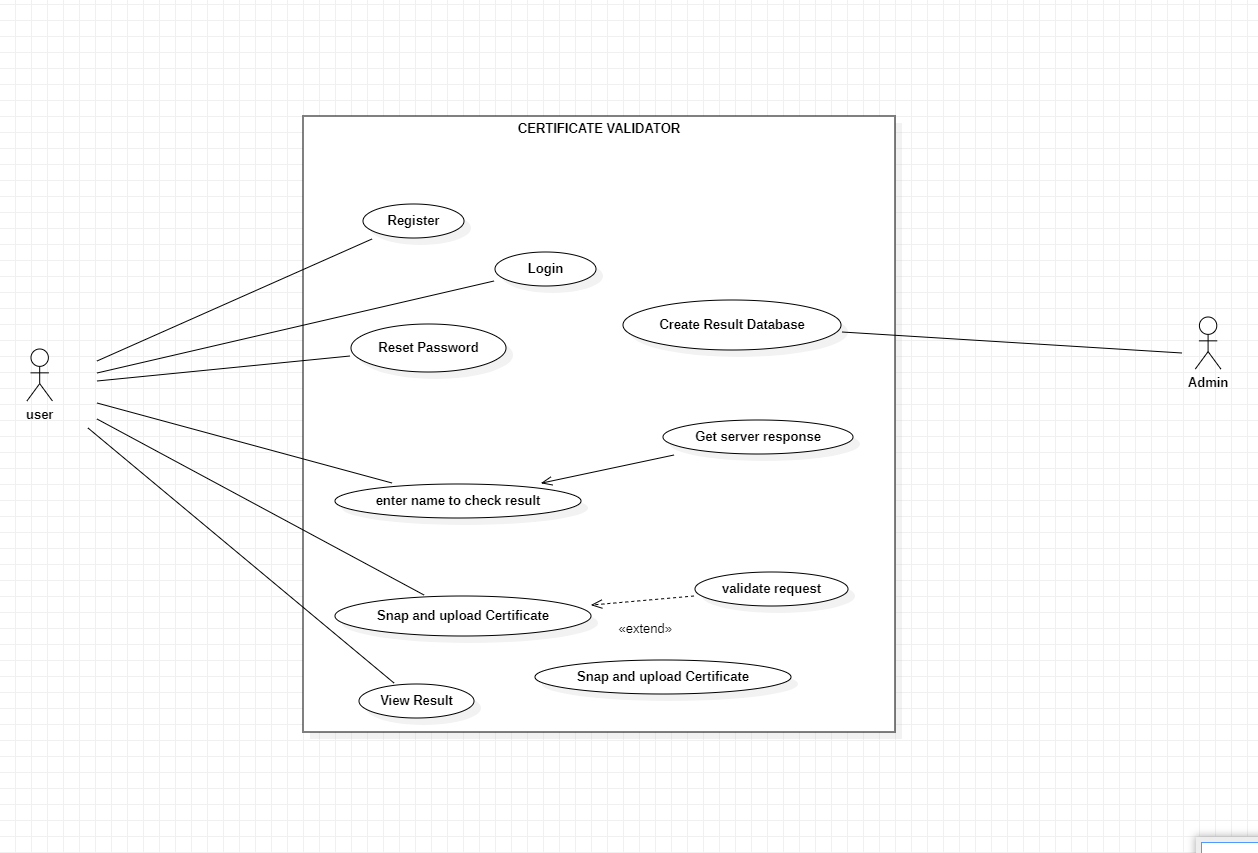 CERTIFICATE VALIDATOR
Register
Login
Create Result Database
Reset Password
Admin
user
Get server response
enter name to check result
validate request
Snap and upload Certificate
«extend»
Snap and upload Certificate
View Result